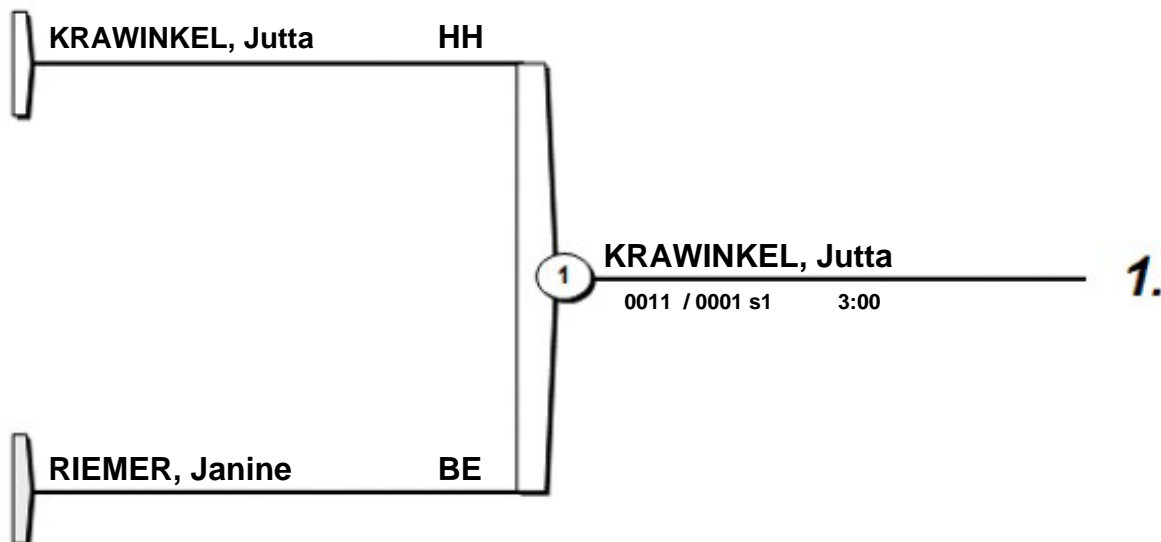 KRAWINKEL, Jutta HH
KRAWINKEL, Jutta
1
1.
0011 / 0001 s1 3:00
RIEMER, Janine BE